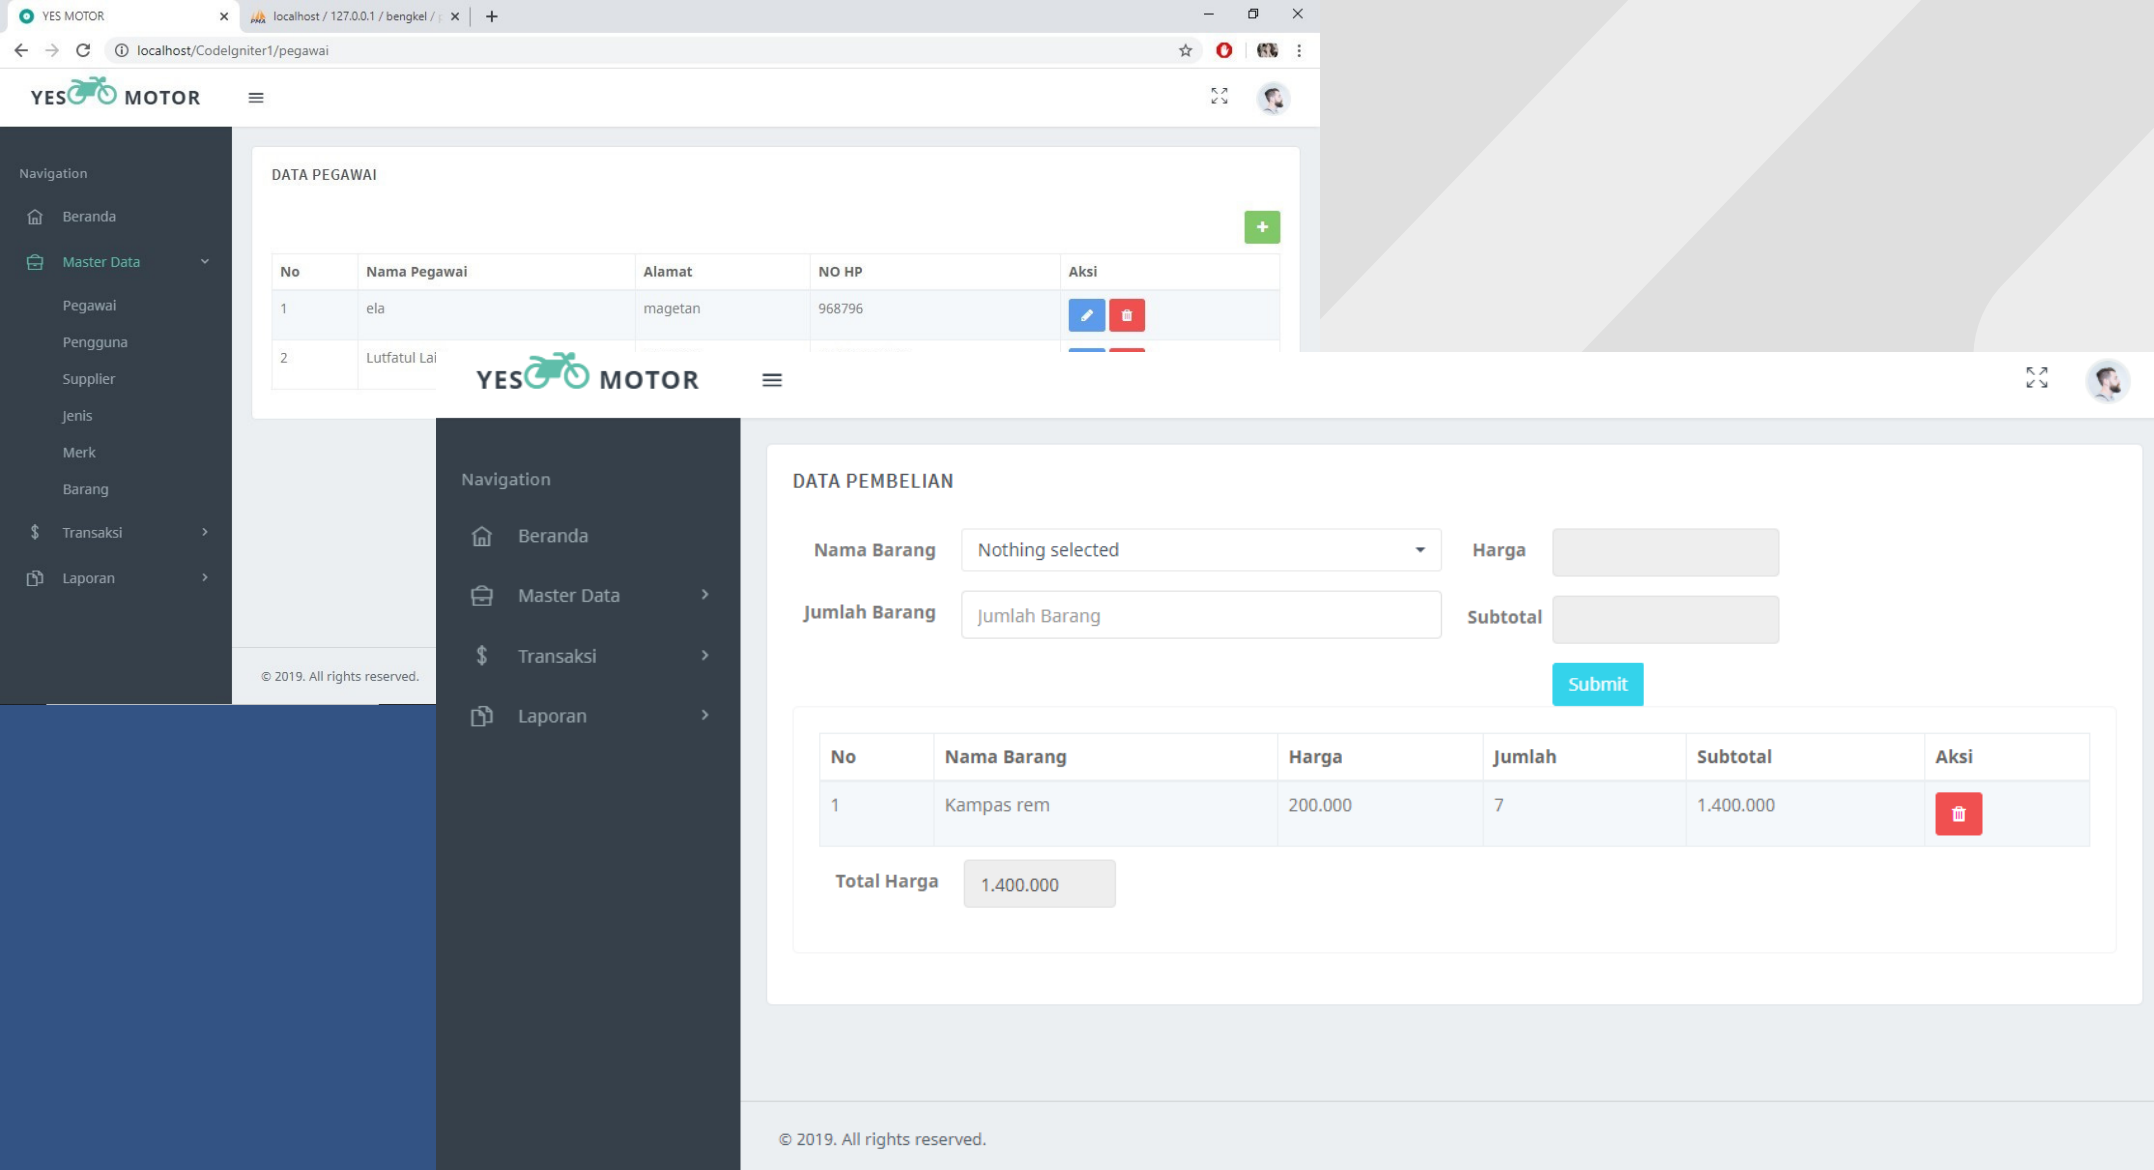 YES MOTOR
localhost / 127.0.0.1 / bengkel /
localhost/CodeIgniter1/pegawai
YES MOTOR
Navigation
Beranda
Master Data
Pegawai
Pengguna
Supplier
Jenis
Merk
Barang
Transaksi
Laporan
DATA PEGAWAI
No Nama Pegawai Alamat NO HP Aksi
1 ela magetan 968796
2 Lutfatul Lai
© 2019. All rights reserved.
YES MOTOR
Navigation
Beranda
Master Data
Transaksi
Laporan
DATA PEMBELIAN
Nama Barang Nothing selected Harga
Jumlah Barang Jumlah Barang Subtotal
Submit
No Nama Barang Harga Jumlah Subtotal Aksi
1 Kampas rem 200.000 7 1.400.000
Total Harga 1.400.000
© 2019. All rights reserved.